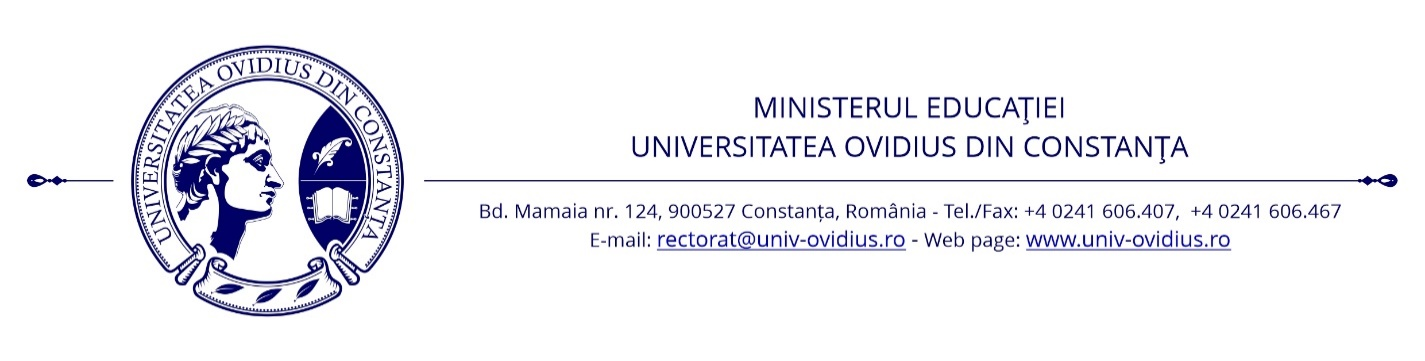 UNIVERSITATEA OVIDIUS DIN CONSTANȚA
MINISTERUL EDUCAŢIEI
UNIVERSITATEA OVIDIUS DIN CONSTANŢA
Bd. Mamaia nr. 124, 900527 Constanța, România - Tel./Fax: +4 0241 606.407, +4 0241 606.467
E-mail: rectorat@univ-ovidius.ro - Web page: www.univ-ovidius.ro